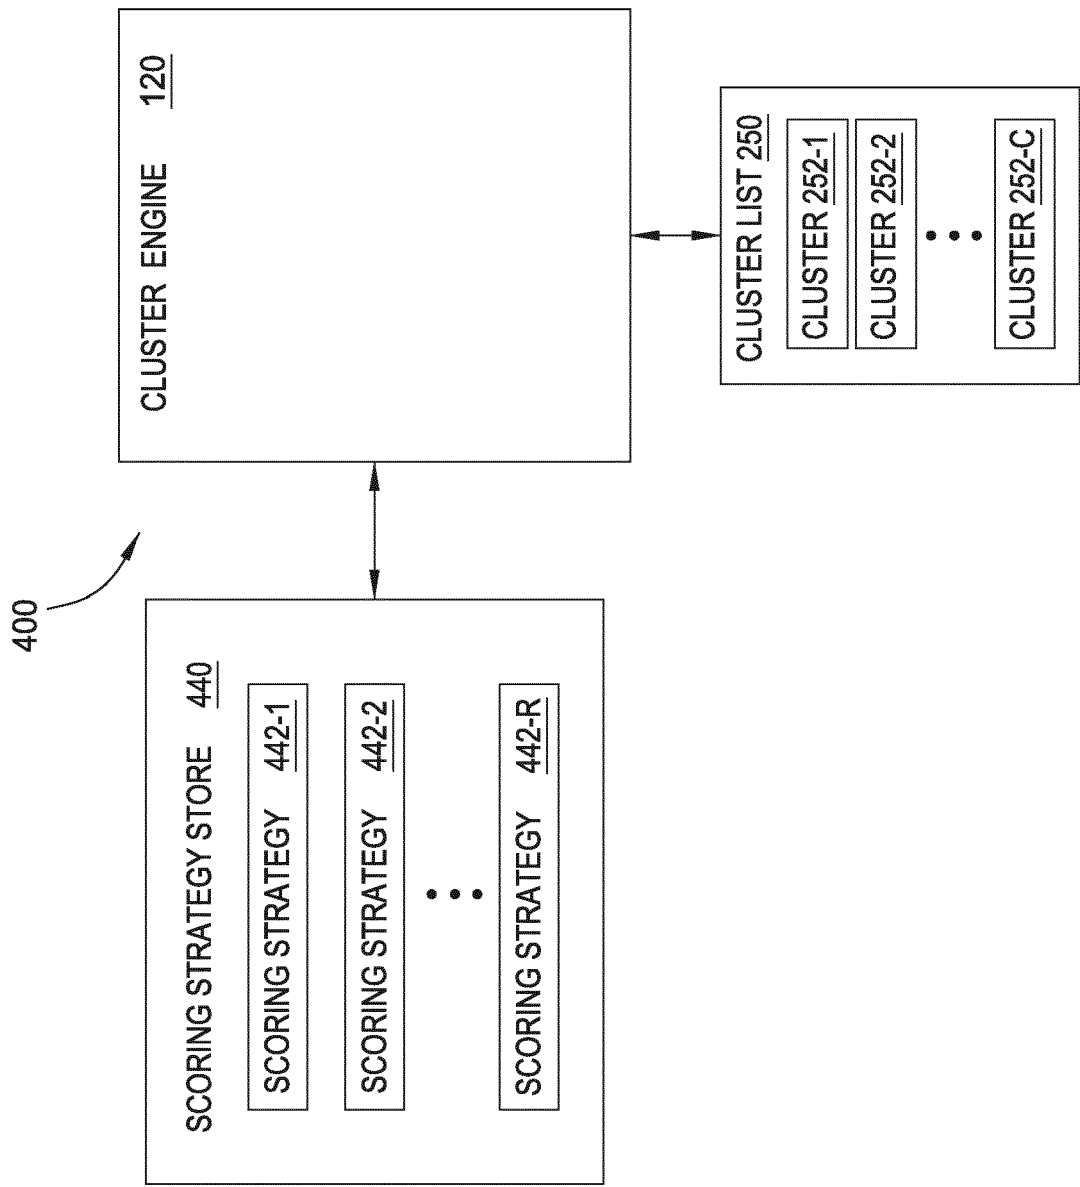 400
SCORING STRATEGY STORE 440
SCORING STRATEGY 442-1
SCORING STRATEGY 442-2
SCORING STRATEGY 442-R
CLUSTER ENGINE 120
CLUSTER LIST 250
CLUSTER 252-1
CLUSTER 252-2
CLUSTER 252-C